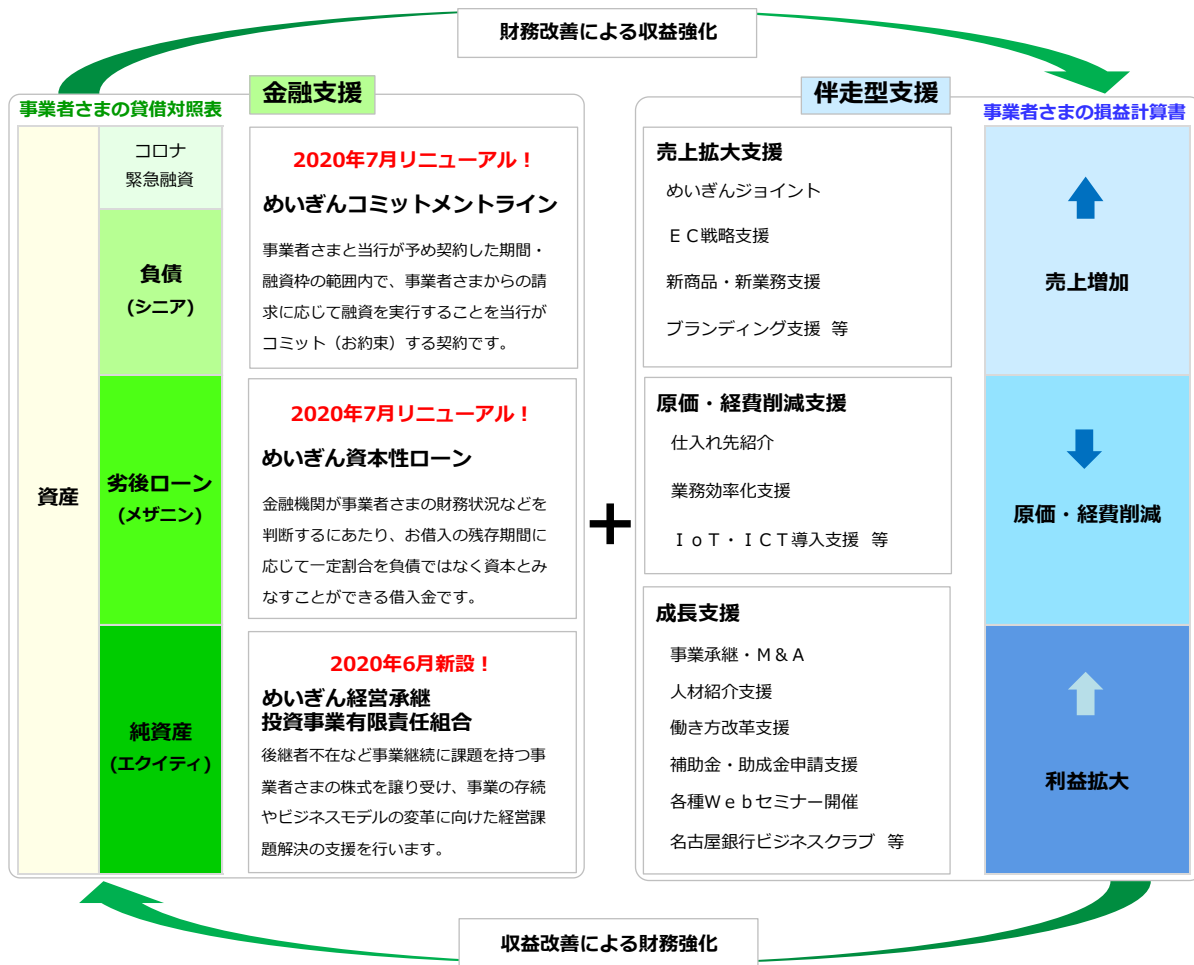 財務改善による収益強化
金融支援
事業者さまの貸借対照表
資産
コロナ
緊急融資
負債
(シニア)
劣後ローン
(メザニン)
純資産
(エクイティ)
2020年7月リニューアル！
めいぎんコミットメントライン
事業者さまと当行が予め契約した期間・
融資枠の範囲内で、事業者さまからの請
求に応じて融資を実行することを当行が
コミット（お約束）する契約です。
2020年7月リニューアル！
めいぎん資本性ローン
金融機関が事業者さまの財務状況などを
判断するにあたり、お借入の残存期間に
応じて一定割合を負債ではなく資本とみ
なすことができる借入金です。
2020年6月新設！
めいぎん経営承継
投資事業有限責任組合
後継者不在など事業継続に課題を持つ事
業者さまの株式を譲り受け、事業の存続
やビジネスモデルの変革に向けた経営課
題解決の支援を行います。
+
伴走型支援
事業者さまの損益計算書
売上拡大支援
めいぎんジョイント
ＥＣ戦略支援
新商品・新業務支援
ブランディング支援 等
原価・経費削減支援
仕入れ先紹介
業務効率化支援
ＩｏＴ・ＩＣＴ導入支援 等
成長支援
事業承継・Ｍ＆Ａ
人材紹介支援
働き方改革支援
補助金・助成金申請支援
各種Ｗｅｂセミナー開催
名古屋銀行ビジネスクラブ 等
売上増加
原価・経費削減
利益拡大
収益改善による財務強化